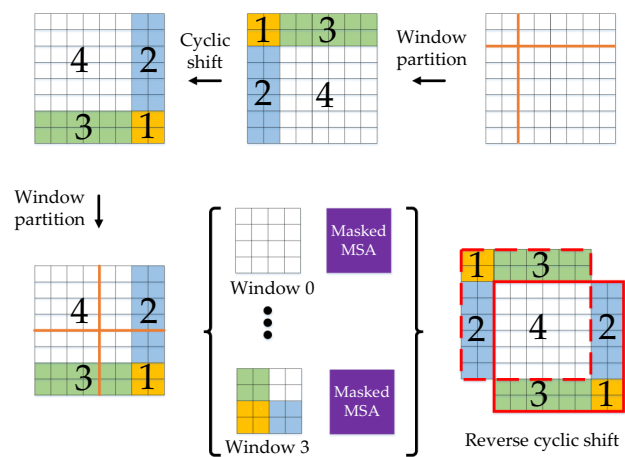 4 2
3 1
Cyclic
shift
1 3
2 4
Window
partition
Window
partition
4 2
3 1
Masked
MSA
Window 0
Masked
MSA
Window 3
1 3
2 4 2
3 1
Reverse cyclic shift